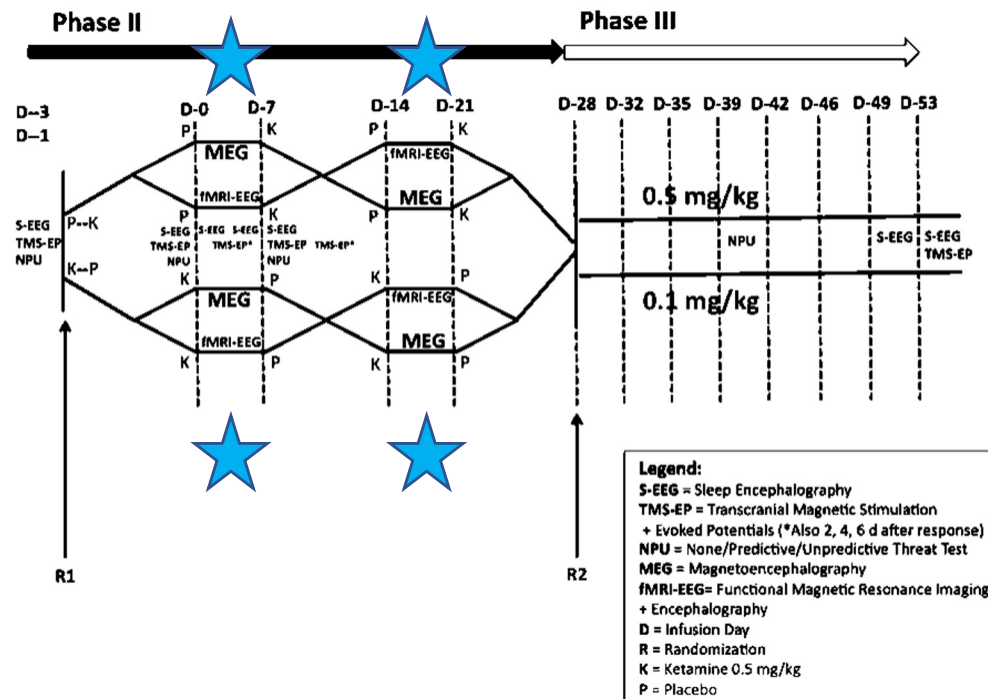 Phase II
Phase III
D--3
D--1
D-0 D-7 D-14 D-21 D-28 D-32 D-35 D-39 D-42 D-46 D-49 D-53
P K P K
MEG fMRI-EEG
fMRI-EEG MEG
P K P K
S-EEG
TMS-EP
NPU
P--K
K--P
S-EEG
TMS-EP
NPU
S-EEG S-EEG
TMS-EP*
S-EEG
TMS-EP
NPU
TMS-EP*
K P K P
MEG fMRI-EEG
fMRI-EEG MEG
K P K P
0.5 mg/kg
NPU
S-EEG
S-EEG
TMS-EP
0.1 mg/kg
R1
R2
Legend:
S-EEG = Sleep Encephalography
TMS-EP = Transcranial Magnetic Stimulation
+ Evoked Potentials (*Also 2, 4, 6 d after response)
NPU = None/Predictive/Unpredictive Threat Test
MEG = Magnetoencephalography
fMRI-EEG= Functional Magnetic Resonance Imaging
+ Encephalography
D = Infusion Day
R = Randomization
K = Ketamine 0.5 mg/kg
P = Placebo